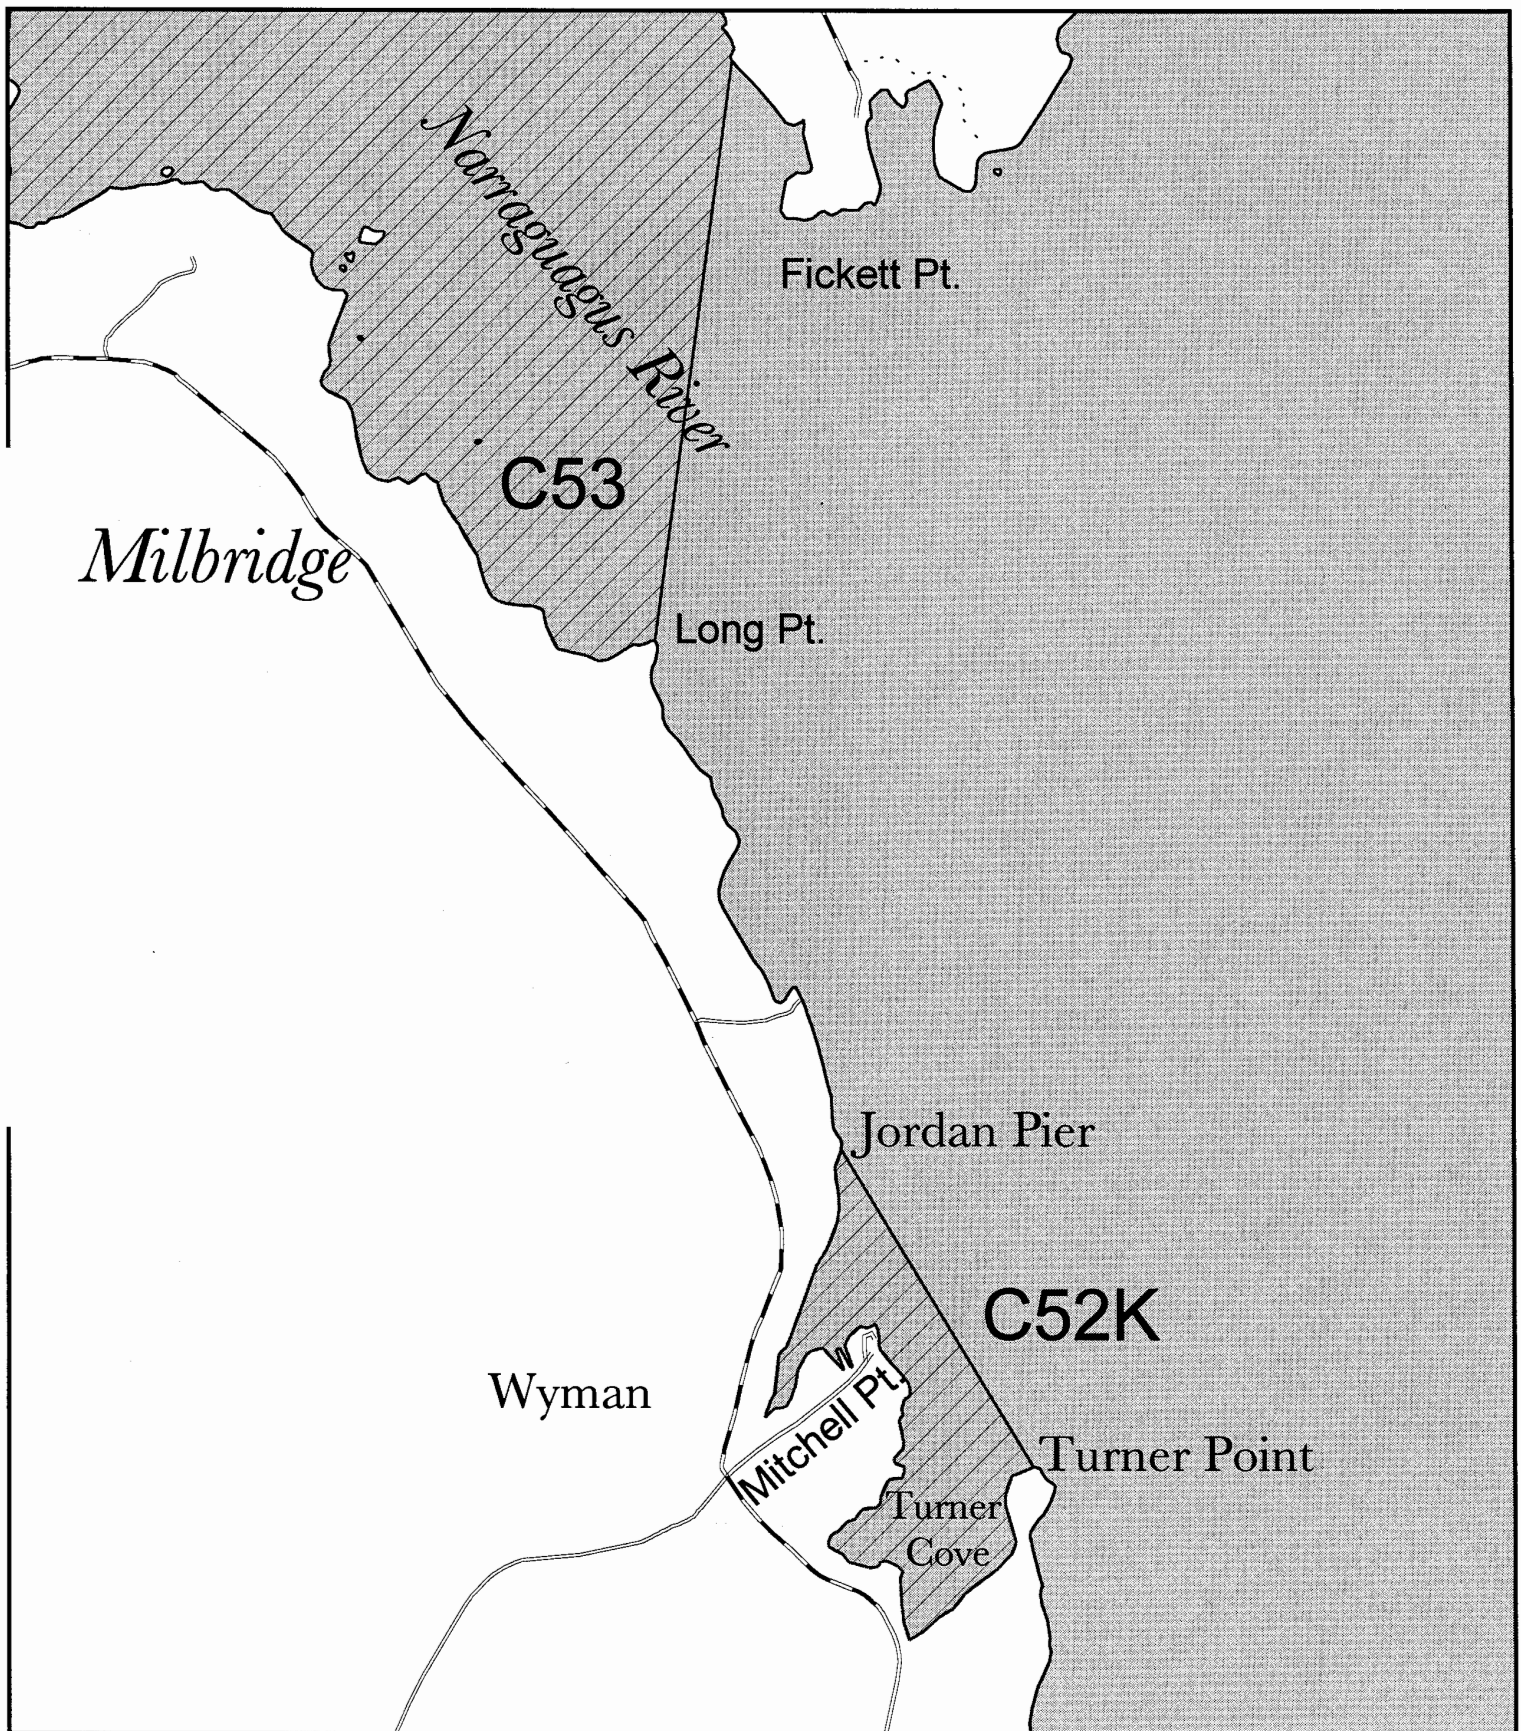 Narraguagus River
Fickett Pt.
C53
Milbridge
Long Pt.
Jordan Pier
C52K
W
Wyman
Mitchell Pt.
Turner Point
Turner
Cove